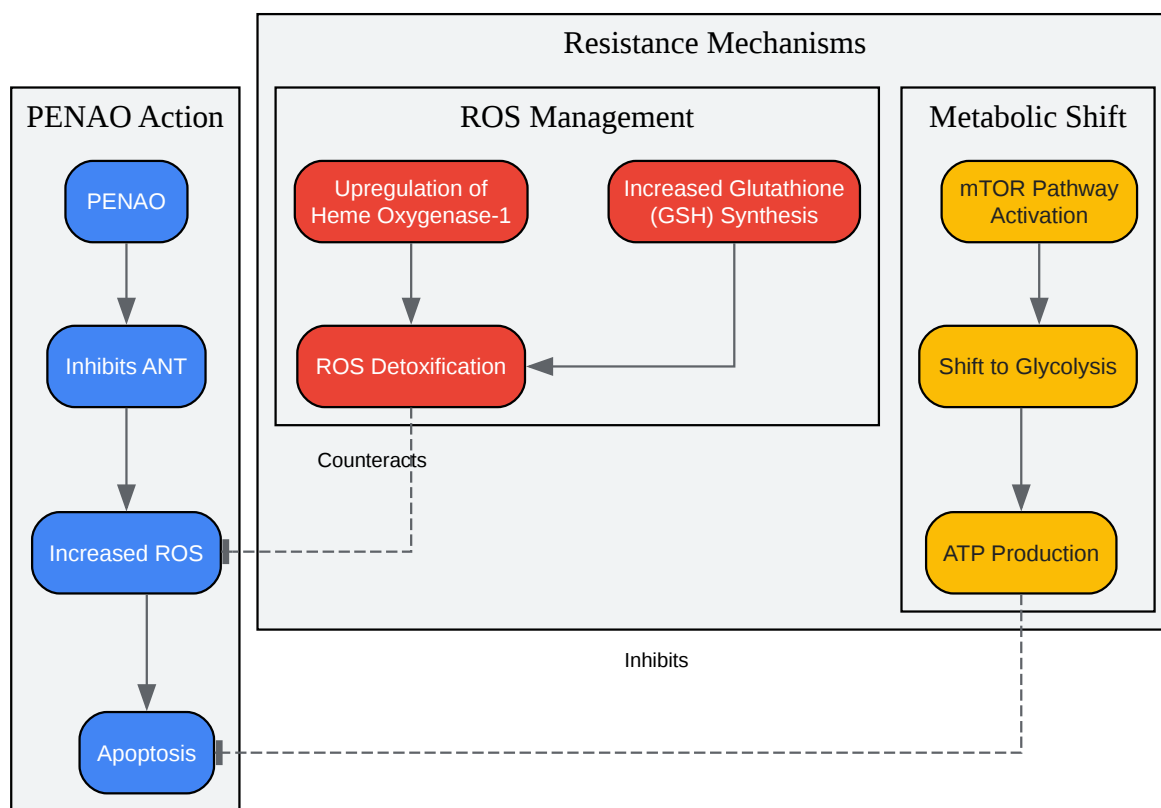 Resistance Mechanisms
PENAO Action
ROS Management
Metabolic Shift
PENAO
Upregulation of
Heme Oxygenase-1
Increased Glutathione
(GSH) Synthesis
mTOR Pathway
Activation
Inhibits ANT
ROS Detoxification
Shift to Glycolysis
Counteracts
Increased ROS
ATP Production
Inhibits
Apoptosis